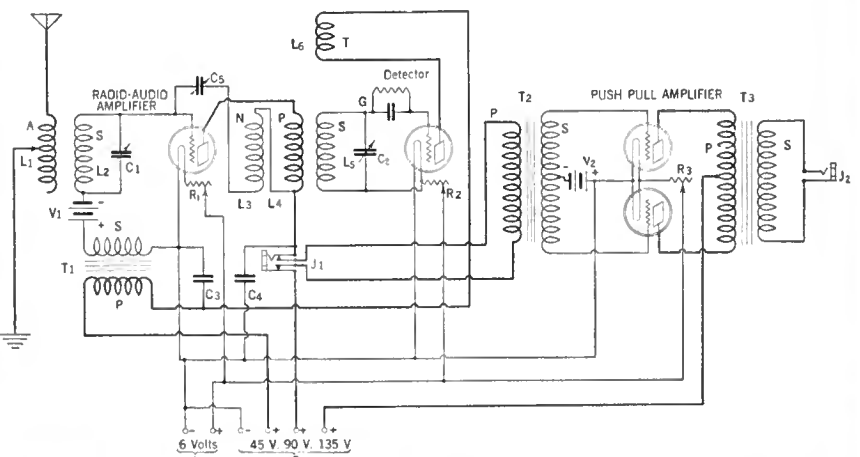 L6 T
RADIO-AUDIO
AMPLIFIER
C5
Detector
G
T2
PUSH PULL AMPLIFIER
T3
A
L1
S
L2
C1
N
P
S
L5
C2
P
S
V2
- +
R3
P
S
J2
R1
L3 L4
R2
V1
-
+
S
T1
P
C3
C4
J1
- + - + + +
6 Volts 45 V. 90 V. 135 V